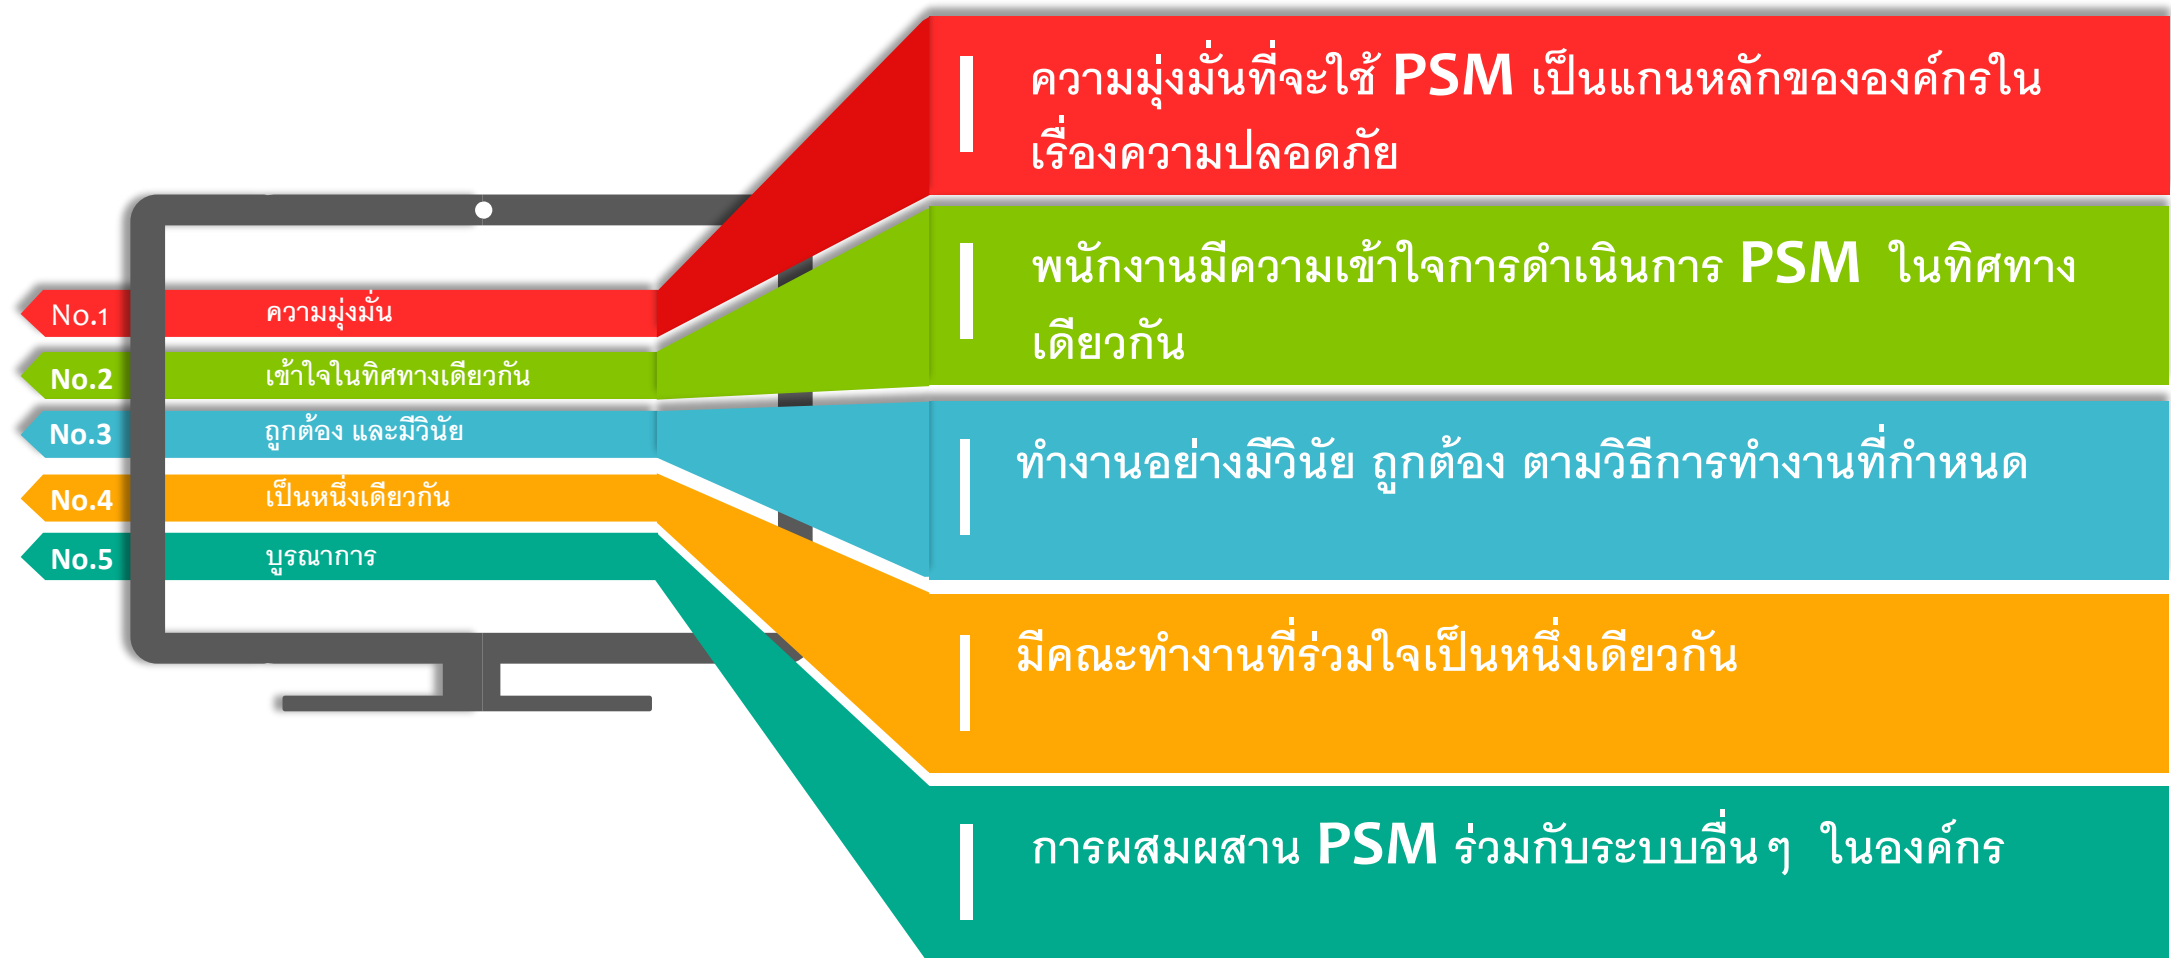 No.1 ความมุ่งมั่น
No.2 เข้าใจในทิศทางเดียวกัน
No.3 ถูกต้อง และมีวินัย
No.4 เป็นหนึ่งเดียวกัน
No.5 บูรณาการ
ความมุ่งมั่นที่จะใช้ PSM เป็นแกนหลักขององค์กรใน
เรื่องความปลอดภัย
พนักงานมีความเข้าใจการดำเนินการ PSM ในทิศทาง
เดียวกัน
ทำงานอย่างมีวินัย ถูกต้อง ตามวิธีการทำงานที่กำหนด
มีคณะทำงานที่ร่วมใจเป็นหนึ่งเดียวกัน
การผสมผสาน PSM ร่วมกับระบบอื่นๆ ในองค์กร